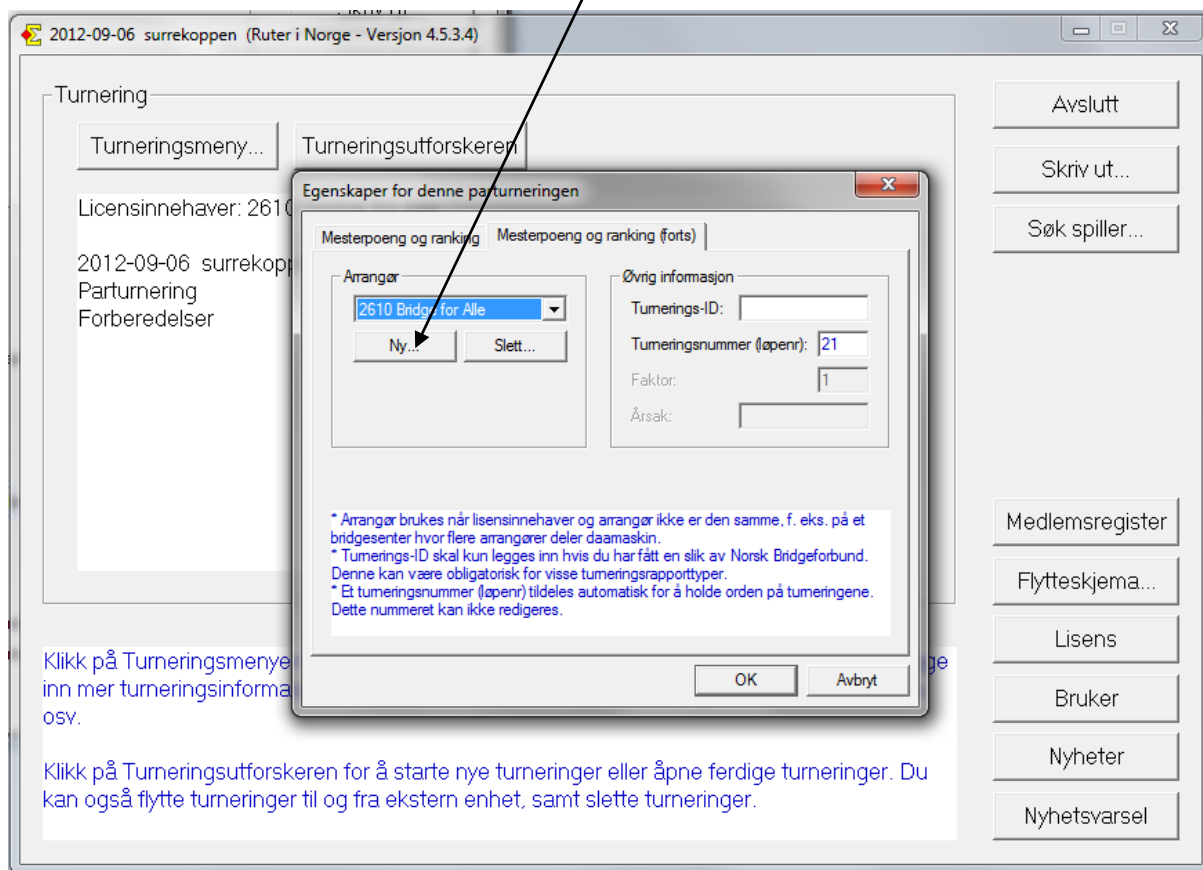 2012-09-06 surrekoppen (Ruter i Norge - Versjon 4.5.3.4)
Turnering
Turneringsmeny...
Turneringsutforskeren
Licensinnehaver: 2610
2012-09-06 surrekopp
Parturnering
Forberedelser
Egenskaper for denne parturneringen
Mesterpoeng og ranking
Mesterpoeng og ranking (forts)
Arrangør
2610 Bridge for Alle
Ny...
Slett...
Øvrig informasjon
Turnerings-ID:
Turneringsnummer (løpenr): 21
Faktor: 1
Årsak:
* Arrangør brukes når lisensinnehaver og arrangør ikke er den samme, f. eks. på et
bridgesenter hvor flere arrangører deler daamaskin.
* Turnerings-ID skal kun legges inn hvis du har fått en slik av Norsk Bridgeforbund.
Denne kan være obligatorisk for visse turneringsrapporttyper.
* Et turneringsnummer (løpenr) tildeles automatisk for å holde orden på turneringene.
Dette nummeret kan ikke redigeres.
OK
Avbryt
Klikk på Turneringsmenye ge
inn mer turneringsinforma
osv.
Klikk på Turneringsutforskeren for å starte nye turneringer eller åpne ferdige turneringer. Du
kan også flytte turneringer til og fra ekstern enhet, samt slette turneringer.
Avslutt
Skriv ut...
Søk spiller...
Medlemsregister
Flytteskjema...
Lisens
Bruker
Nyheter
Nyhetsvarsel